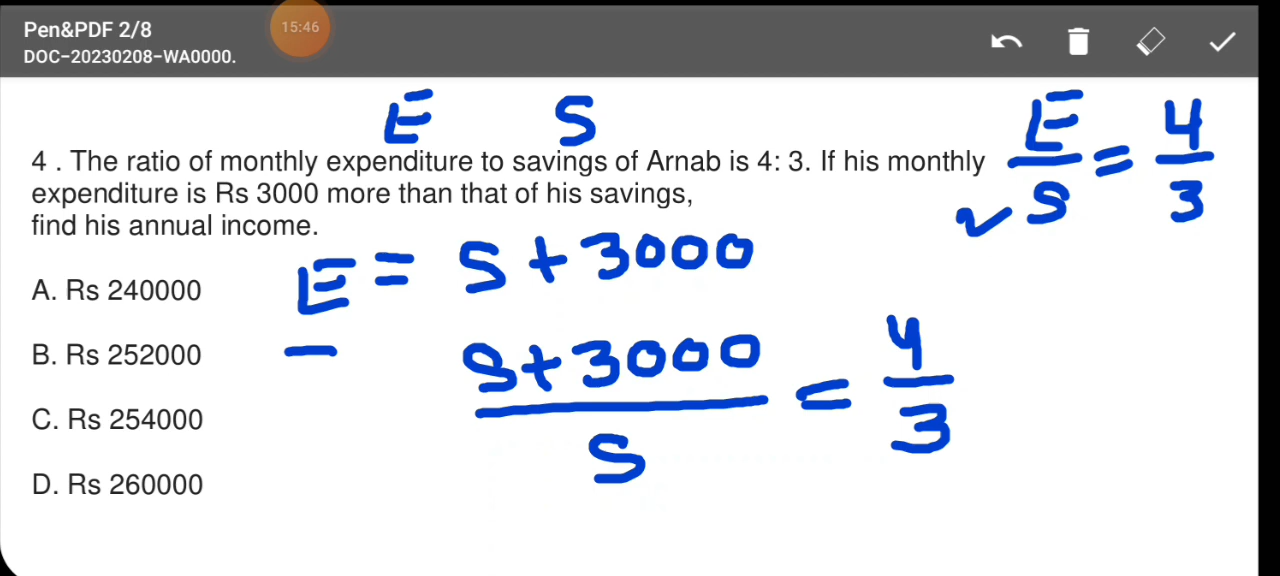 Pen&PDF 2/8
15:46
DOC-20230208-WA0000.
E S
E/S = 4/3
4 . The ratio of monthly expenditure to savings of Arnab is 4: 3. If his monthly
expenditure is Rs 3000 more than that of his savings,
find his annual income.
E = S + 3000
A. Rs 240000
B. Rs 252000
S + 3000 / S = 4/3
C. Rs 254000
D. Rs 260000